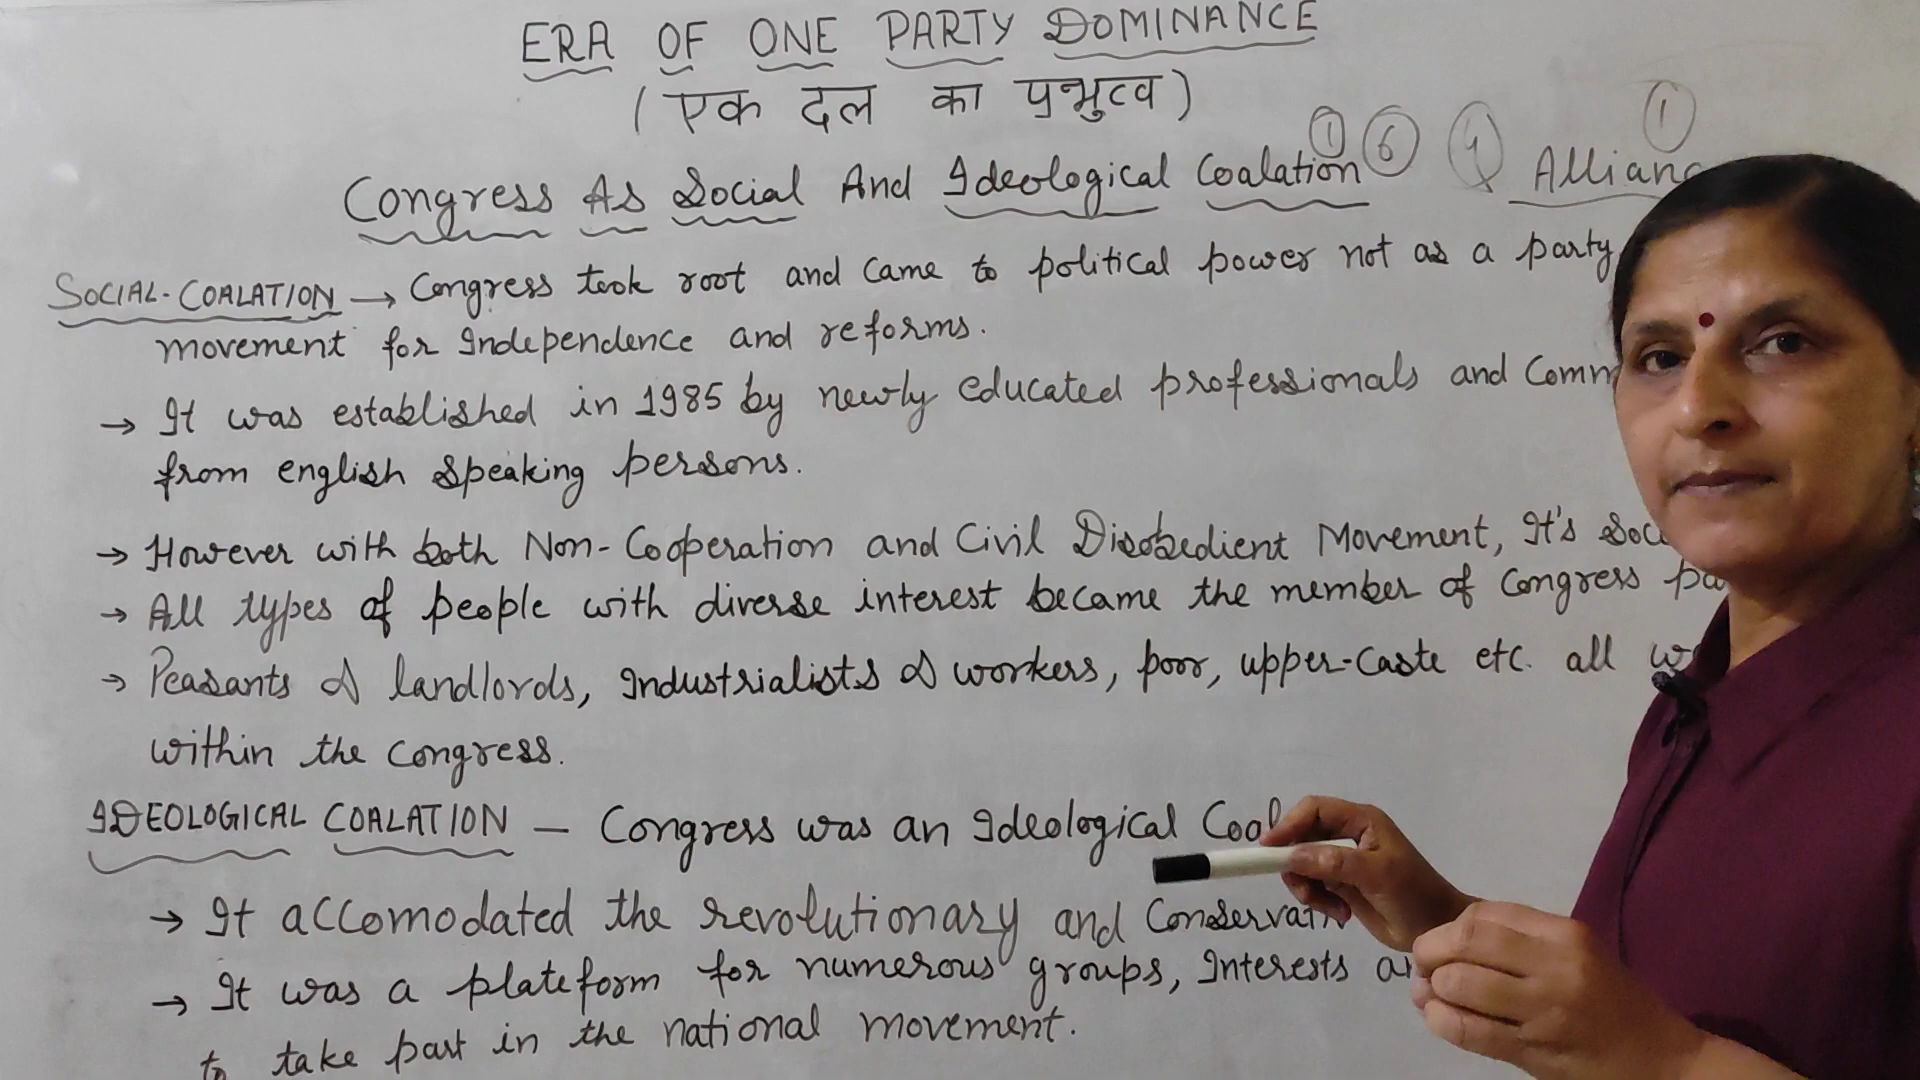 ERA OF ONE PARTY DOMINANCE
(एक दल का प्रभुत्व)
1 6 1
Congress As Social And Ideological Coalation Allianc
SOCIAL-COALATION → Congress took root and came to political power not as a party
movement for Independence and reforms.
→ It was established in 1985 by newly educated professionals and Comm
from english speaking persons.
→ However with both Non-Cooperation and Civil Disobedient Movement, It's Soc
→ All types of people with diverse interest became the member of Congress pa
→ Peasants & landlords, Industrialists & workers, poor, upper-caste etc. all w
within the Congress.
IDEOLOGICAL COALATION — Congress was an Ideological Coal
→ It accomodated the revolutionary and Conservati
→ It was a plateform for numerous groups, Interests a
to take part in the national movement.